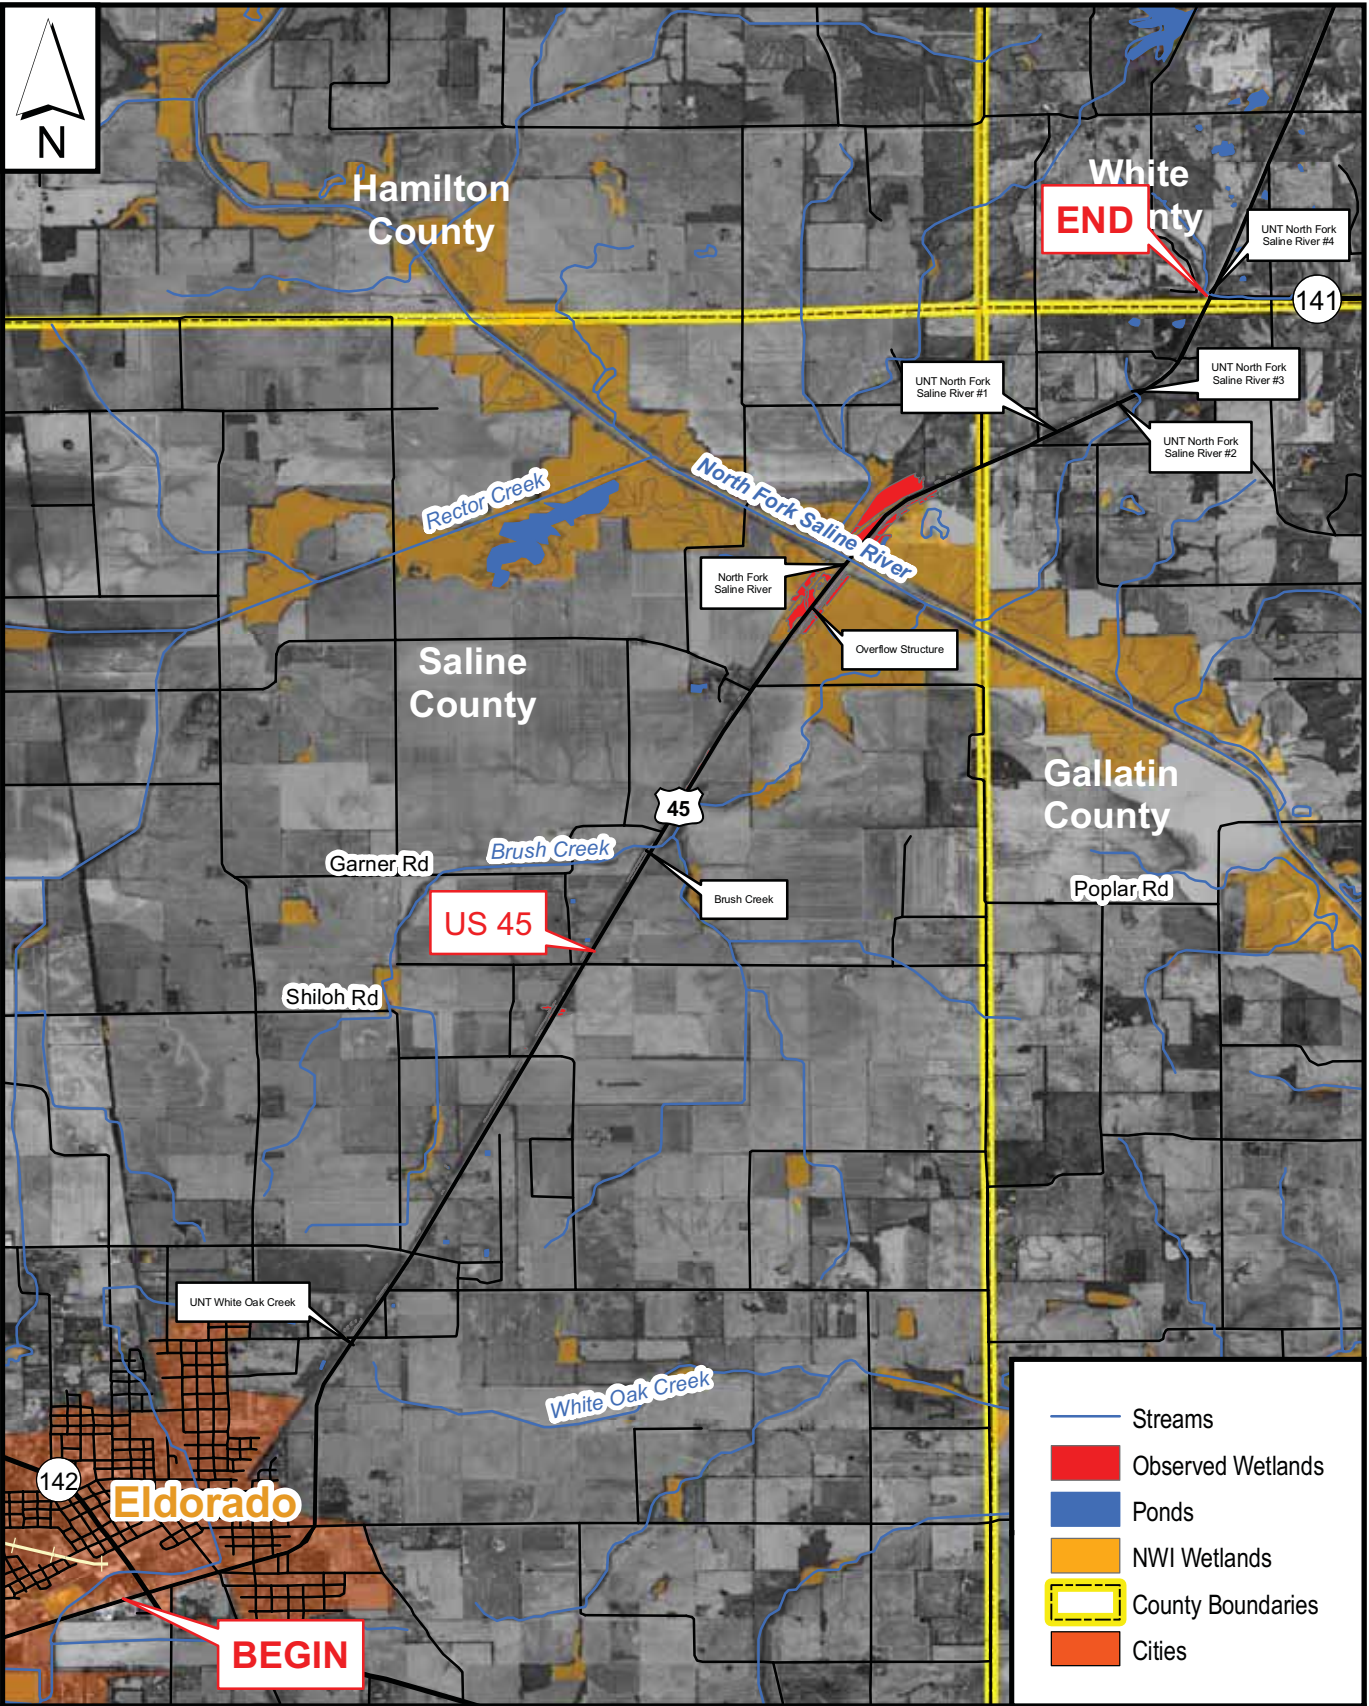 N
Hamilton
County
White
nty
END
UNT North Fork
Saline River #4
141
UNT North Fork
Saline River #1
UNT North Fork
Saline River #3
UNT North Fork
Saline River #2
Rector Creek
North Fork Saline River
North Fork
Saline River
Overflow Structure
Saline
County
Gallatin
County
45
Brush Creek
Garner Rd
Brush Creek
Poplar Rd
US 45
Shiloh Rd
UNT White Oak Creek
White Oak Creek
142
Eldorado
BEGIN
Streams
Observed Wetlands
Ponds
NWI Wetlands
County Boundaries
Cities